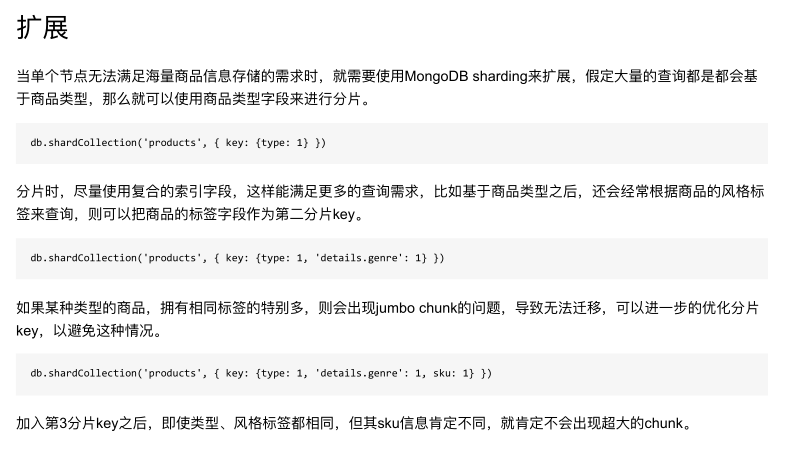 扩展
当单个节点无法满足海量商品信息存储的需求时，就需要使用MongoDB sharding来扩展，假定大量的查询都是都会基
于商品类型，那么就可以使用商品类型字段来进行分片。
db.shardCollection('products', { key: {type: 1} })
分片时，尽量使用复合的索引字段，这样能满足更多的查询需求，比如基于商品类型之后，还会经常根据商品的风格标
签来查询，则可以把商品的标签字段作为第二分片key。
db.shardCollection('products', { key: {type: 1, 'details.genre': 1} })
如果某种类型的商品，拥有相同标签的特别多，则会出现jumbo chunk的问题，导致无法迁移，可以进一步的优化分片
key，以避免这种情况。
db.shardCollection('products', { key: {type: 1, 'details.genre': 1, sku: 1} })
加入第3分片key之后，即使类型、风格标签都相同，但其sku信息肯定不同，就肯定不会出现超大的chunk。